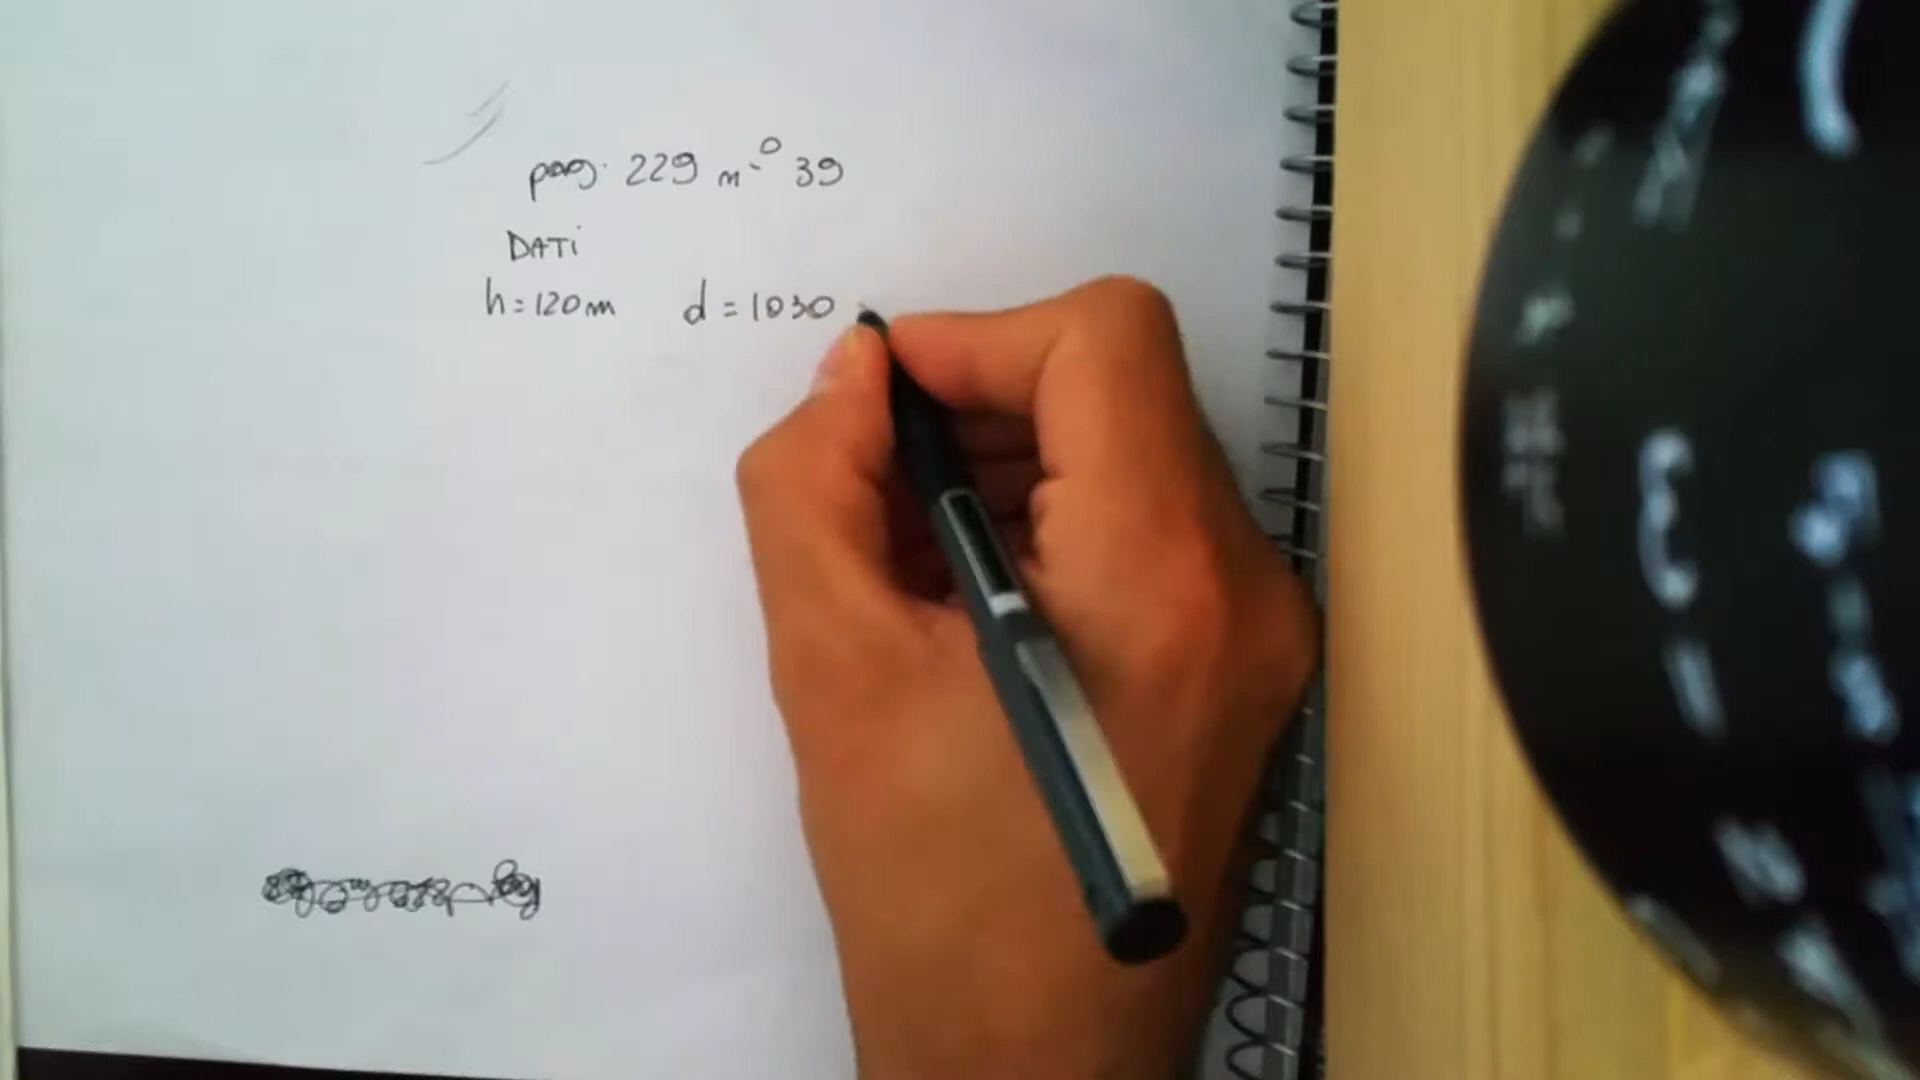 pag. 229 n.° 39
DATi
h = 120 m d = 1030